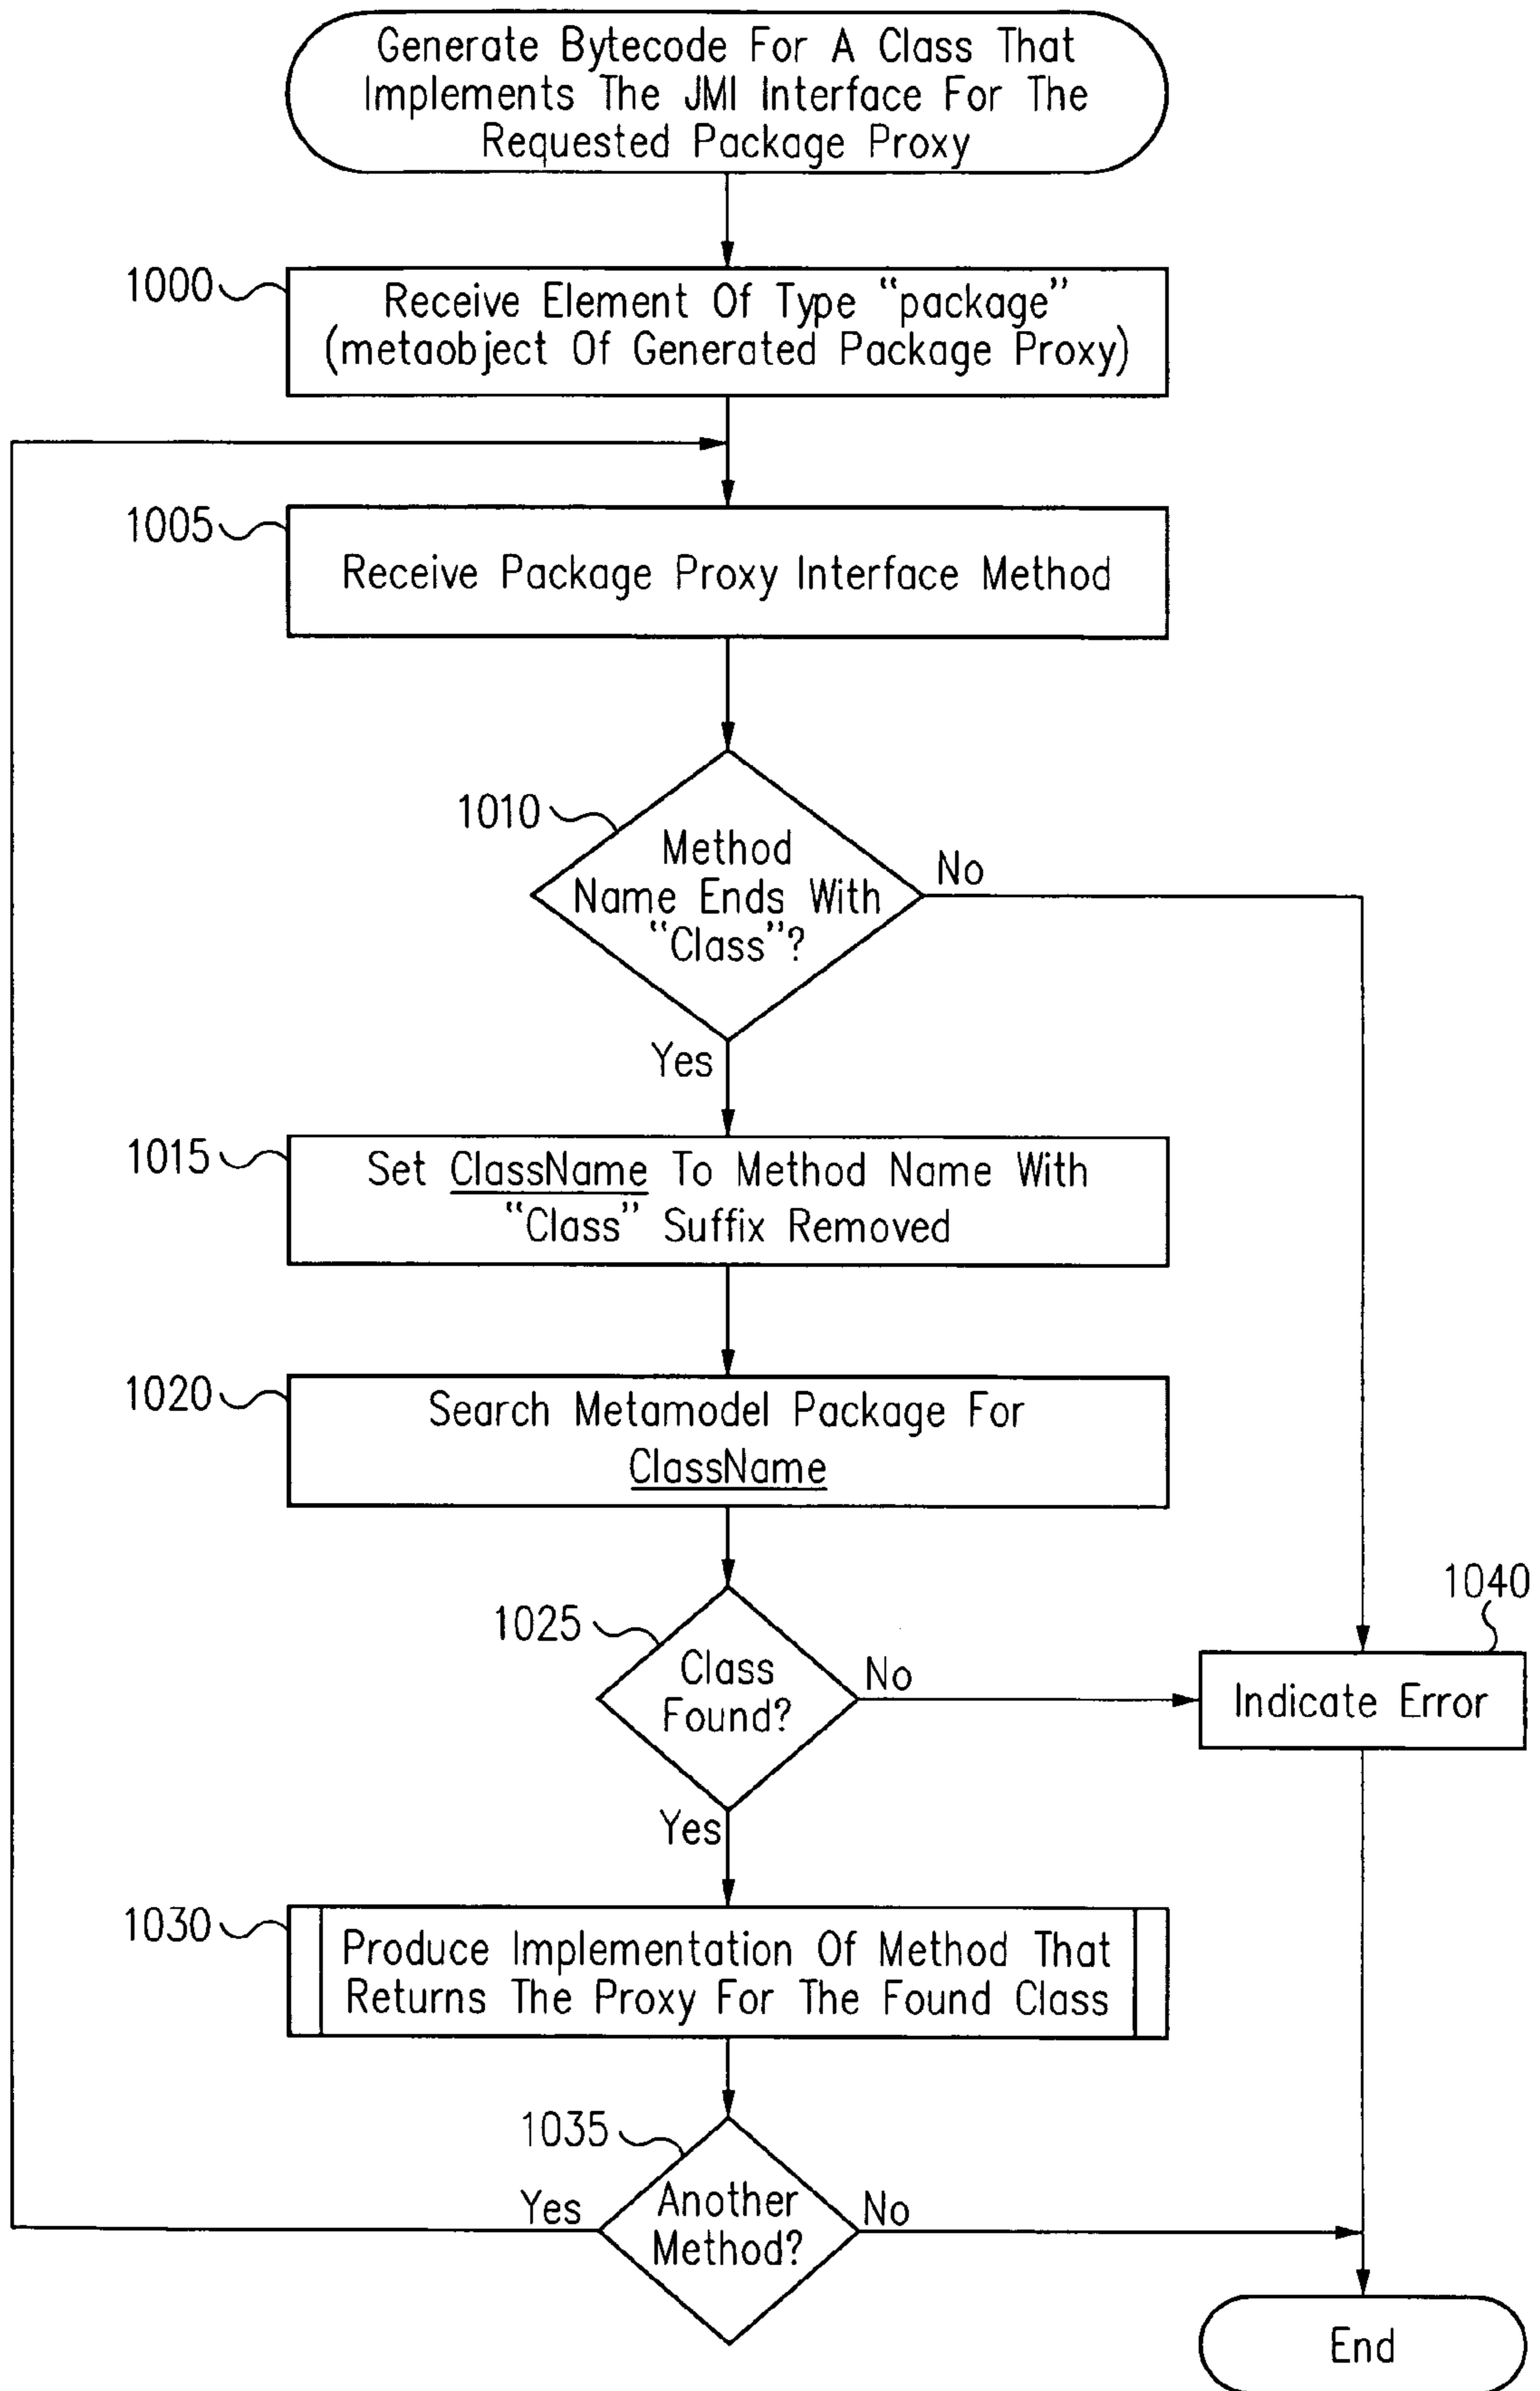 Generate Bytecode For A Class That
Implements The JMI Interface For The
Requested Package Proxy
1000
Receive Element Of Type “package”
(metaobject Of Generated Package Proxy)
1005
Receive Package Proxy Interface Method
1010
Method
Name Ends With
“Class”?
No
Yes
1015
Set ClassName To Method Name With
“Class” Suffix Removed
1020
Search Metamodel Package For
ClassName
1025
Class
Found?
No
1040
Indicate Error
Yes
1030
Produce Implementation Of Method That
Returns The Proxy For The Found Class
1035
Another
Method?
Yes
No
End